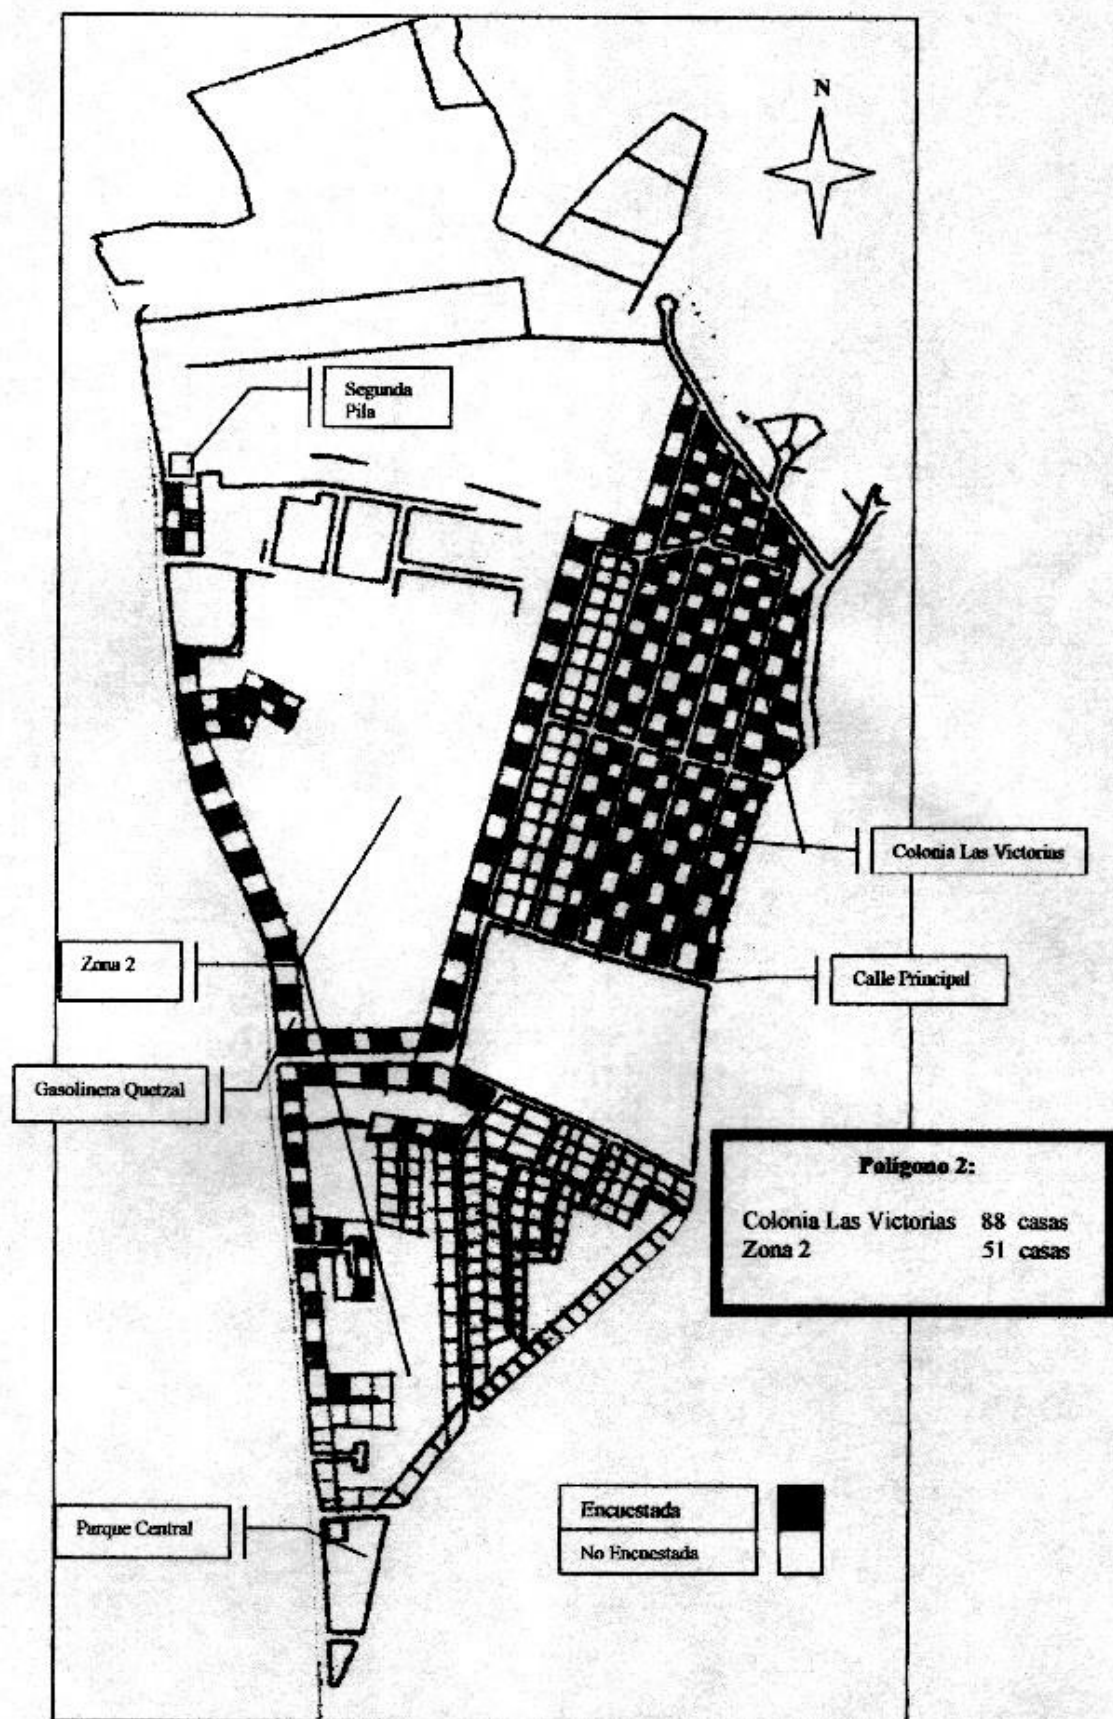 N
Segunda
Pila
Colonia Las Victorias
Zona 2
Calle Principal
Gasolinera Quetzal
Polígono 2:
Colonia Las Victorias 88 casas
Zona 2 51 casas
Encuestada
No Encuestada
Parque Central